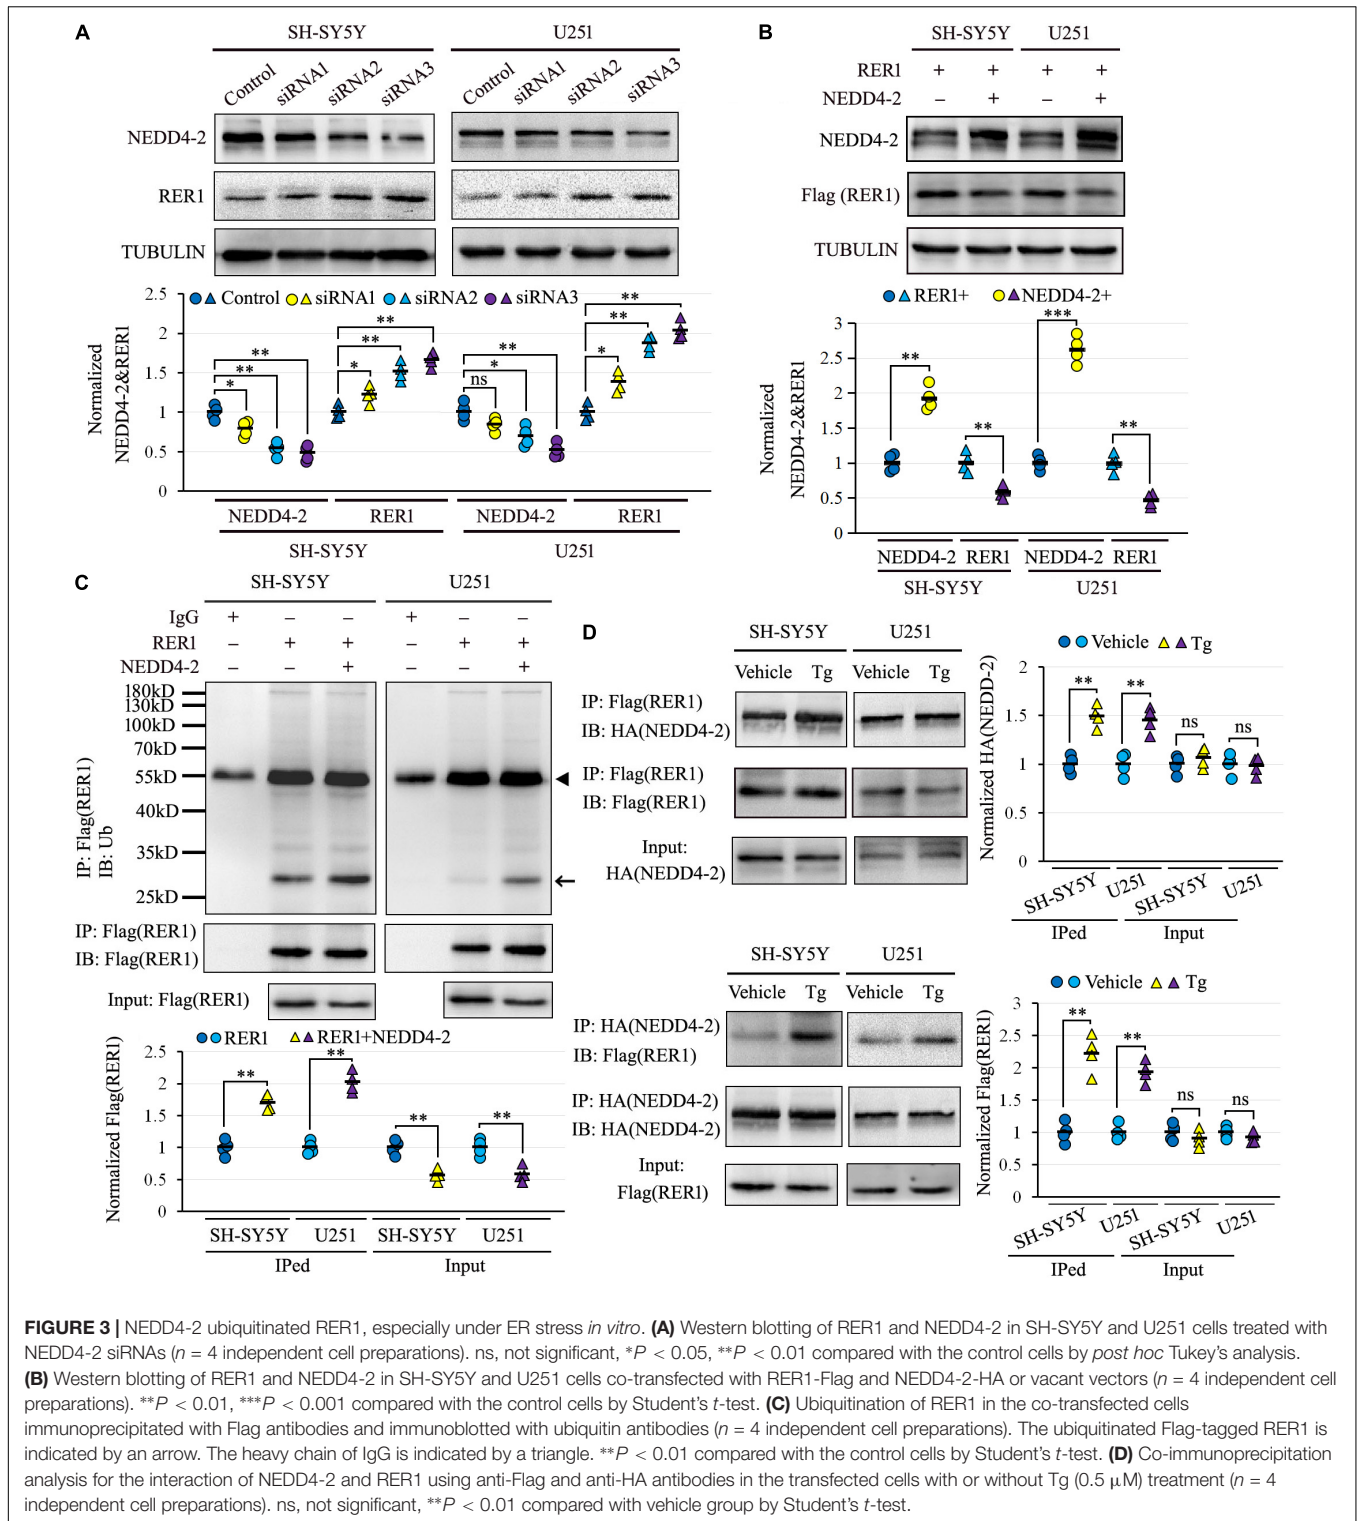 A
SH-SY5Y U251
Control siRNA1 siRNA2 siRNA3 Control siRNA1 siRNA2 siRNA3
NEDD4-2
RER1
TUBULIN
Control siRNA1 siRNA2 siRNA3
Normalized
NEDD4-2&RER1
2.5
2
1.5
1
0.5
0
* ** ** * ** ** ns * ** * ** **
NEDD4-2 RER1 NEDD4-2 RER1
SH-SY5Y U251
B
SH-SY5Y U251
RER1 + + + +
NEDD4-2 – + – +
NEDD4-2
Flag (RER1)
TUBULIN
RER1+ NEDD4-2+
Normalized
NEDD4-2&RER1
3
2.5
2
1.5
1
0.5
0
** ** *** **
NEDD4-2 RER1 NEDD4-2 RER1
SH-SY5Y U251
C
SH-SY5Y U251
IgG + – – + – –
RER1 – + + – + +
NEDD4-2 – – + – – +
180kD
130kD
100kD
70kD
55kD
40kD
35kD
25kD
IP: Flag(RER1)
IB: Ub
IP: Flag(RER1)
IB: Flag(RER1)
Input: Flag(RER1)
RER1 RER1+NEDD4-2
Normalized Flag(RER1)
2.5
2
1.5
1
0.5
0
** ** ** **
SH-SY5Y U251 SH-SY5Y U251
IPed Input
D
SH-SY5Y U251
Vehicle Tg Vehicle Tg
IP: Flag(RER1)
IB: HA(NEDD4-2)
IP: Flag(RER1)
IB: Flag(RER1)
Input:
HA(NEDD4-2)
Vehicle Tg
Normalized HA(NEDD-2)
2
1.5
1
0.5
0
** ** ns ns
SH-SY5Y U251 SH-SY5Y U251
IPed Input
SH-SY5Y U251
Vehicle Tg Vehicle Tg
IP: HA(NEDD4-2)
IB: Flag(RER1)
IP: HA(NEDD4-2)
IB: HA(NEDD4-2)
Input:
Flag(RER1)
Vehicle Tg
Normalized Flag(RER1)
3
2.5
2
1.5
1
0.5
0
** ** ns ns
SH-SY5Y U251 SH-SY5Y U251
IPed Input
FIGURE 3 | NEDD4-2 ubiquitinated RER1, especially under ER stress in vitro. (A) Western blotting of RER1 and NEDD4-2 in SH-SY5Y and U251 cells treated with
NEDD4-2 siRNAs (n = 4 independent cell preparations). ns, not significant, *P < 0.05, **P < 0.01 compared with the control cells by post hoc Tukey's analysis.
(B) Western blotting of RER1 and NEDD4-2 in SH-SY5Y and U251 cells co-transfected with RER1-Flag and NEDD4-2-HA or vacant vectors (n = 4 independent cell
preparations). **P < 0.01, ***P < 0.001 compared with the control cells by Student's t-test. (C) Ubiquitination of RER1 in the co-transfected cells
immunoprecipitated with Flag antibodies and immunoblotted with ubiquitin antibodies (n = 4 independent cell preparations). The ubiquitinated Flag-tagged RER1 is
indicated by an arrow. The heavy chain of IgG is indicated by a triangle. **P < 0.01 compared with the control cells by Student's t-test. (D) Co-immunoprecipitation
analysis for the interaction of NEDD4-2 and RER1 using anti-Flag and anti-HA antibodies in the transfected cells with or without Tg (0.5 μM) treatment (n = 4
independent cell preparations). ns, not significant, **P < 0.01 compared with vehicle group by Student's t-test.